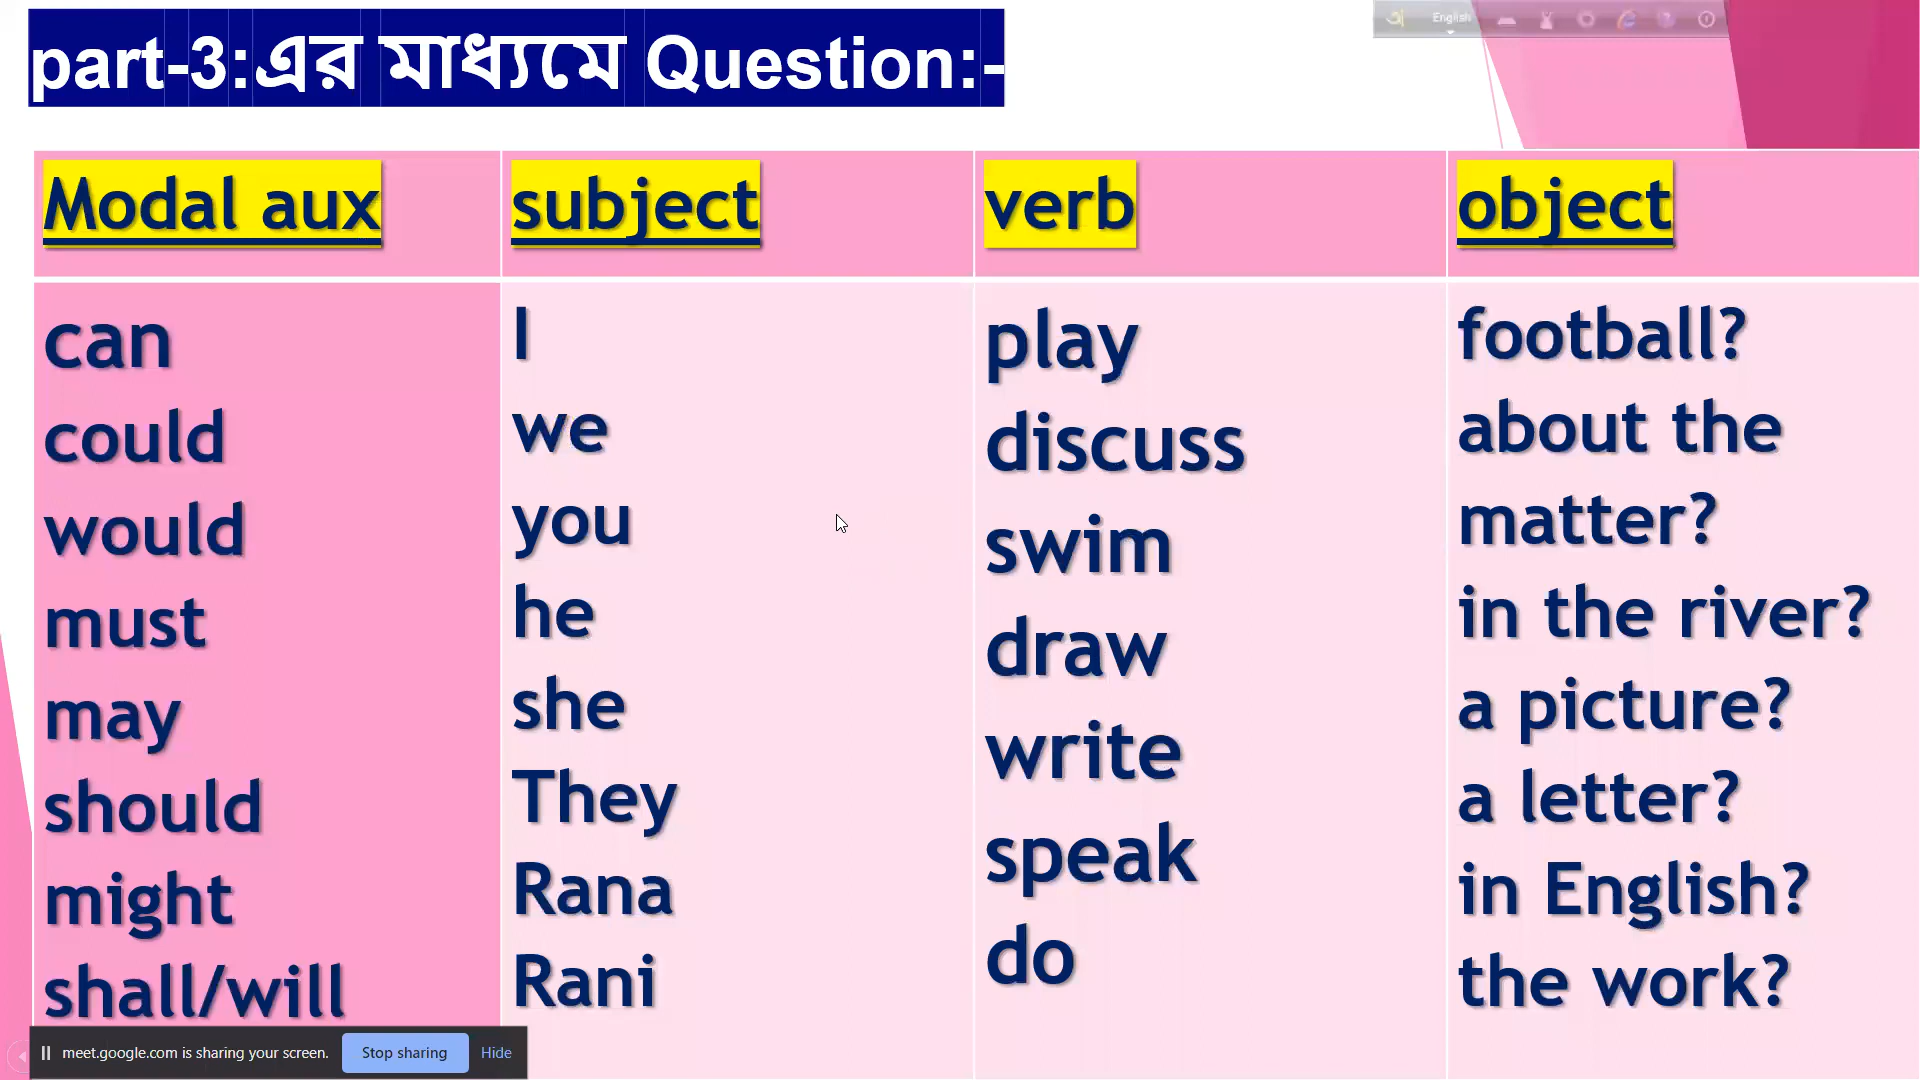 part-3:এর মাধ্যমে Question:-
English
Modal aux
subject
verb
object
can
could
would
must
may
should
might
shall/will
I
we
you
he
she
They
Rana
Rani
play
discuss
swim
draw
write
speak
do
football?
about the
matter?
in the river?
a picture?
a letter?
in English?
the work?
meet.google.com is sharing your screen.
Stop sharing
Hide